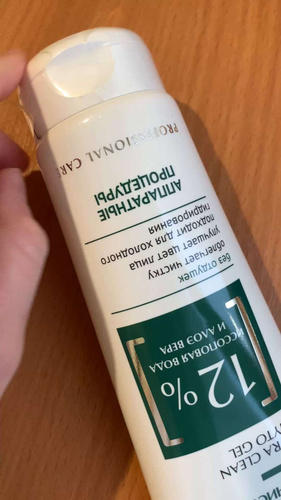 PROFESSIONAL CARE
АППАРАТНЫЕ
ПРОЦЕДУРЫ
без отдушек
облегчает чистку
улучшает цвет лица
подходит для холодного
гидрирования
12%
ИССОПОВАЯ ВОДА
И АЛОЭ ВЕРА
CLEAN
GEL